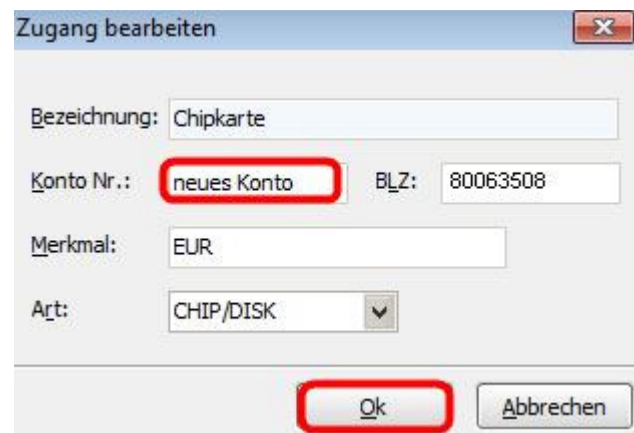 Zugang bearbeiten
Bezeichnung: Chipkarte
Konto Nr.: neues Konto BLZ: 80063508
Merkmal: EUR
Art: CHIP/DISK
Ok Abbrechen